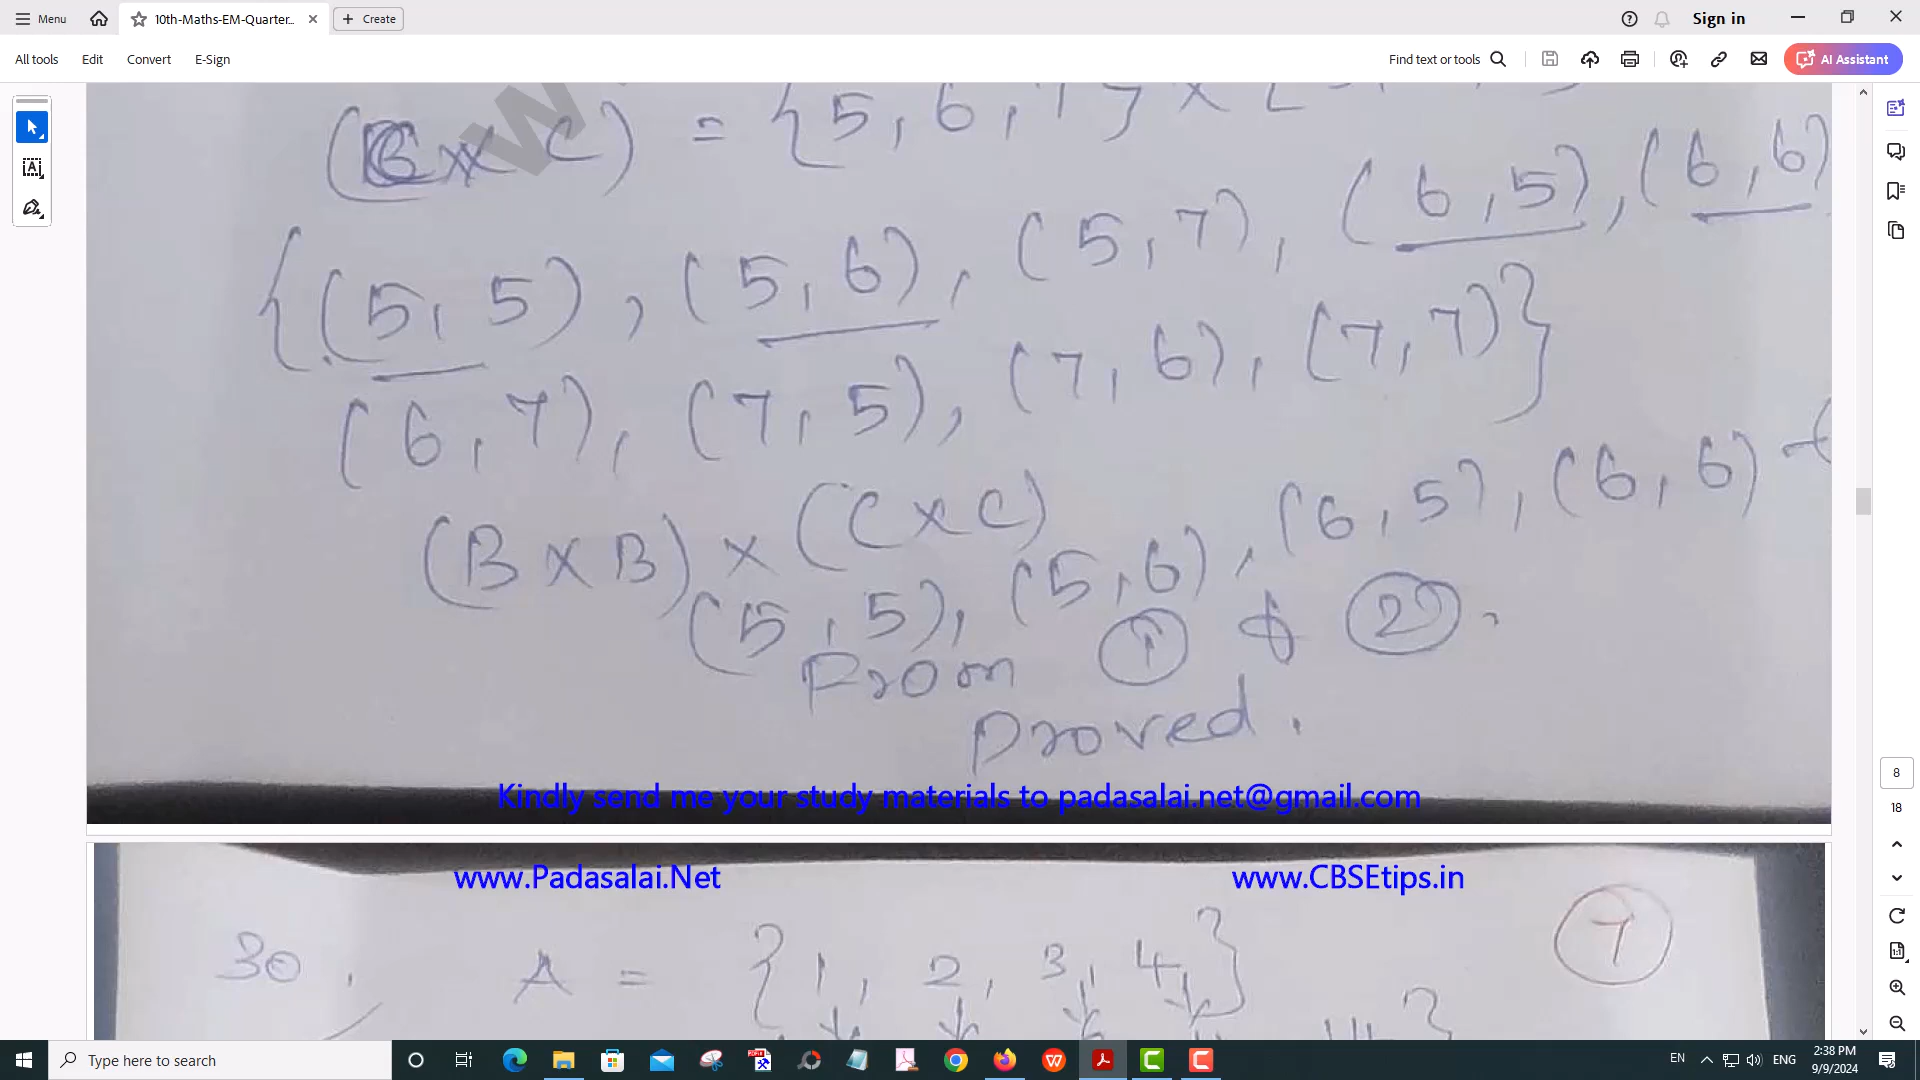 Menu
10th-Maths-EM-Quarter...
Create
Sign in
All tools
Edit
Convert
E-Sign
Find text or tools
AI Assistant
W
x C) = {5, 6, 7} x {
{(5, 5), (5, 6), (5, 7), (6, 5), (6, 6)
(6, 7), (7, 5), (7, 6), (7, 7)}
(B x B) x (C x C)
(5, 5), (5, 6), (6, 5), (6, 6)
From ① & ②.
Proved.
Kindly send me your study materials to padasalai.net@gmail.com
8
18
www.Padasalai.Net
www.CBSEtips.in
7
30. A = {1, 2, 3, 4}
14}
Type here to search
EN
ENG
2:38 PM
9/9/2024